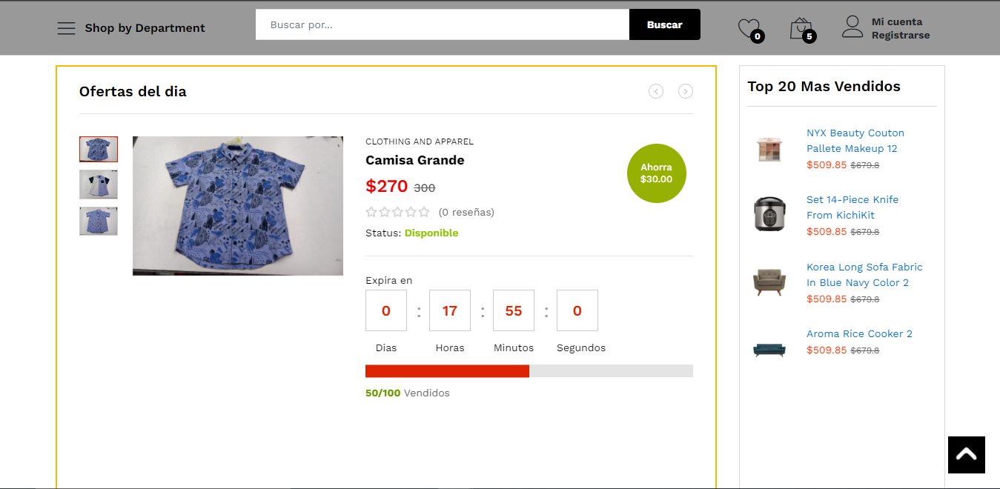 Shop by Department
Buscar por...
Buscar
0
5
Mi cuenta
Registrarse
Ofertas del dia
CLOTHING AND APPAREL
Camisa Grande
$270 300
(0 reseñas)
Status: Disponible
Ahorra
$30.00
Expira en
0 : 17 : 55 : 0
Dias Horas Minutos Segundos
50/100 Vendidos
Top 20 Mas Vendidos
NYX Beauty Couton
Pallete Makeup 12
$509.85 $679.8
Set 14-Piece Knife
From KichiKit
$509.85 $679.8
Korea Long Sofa Fabric
In Blue Navy Color 2
$509.85 $679.8
Aroma Rice Cooker 2
$509.85 $679.8